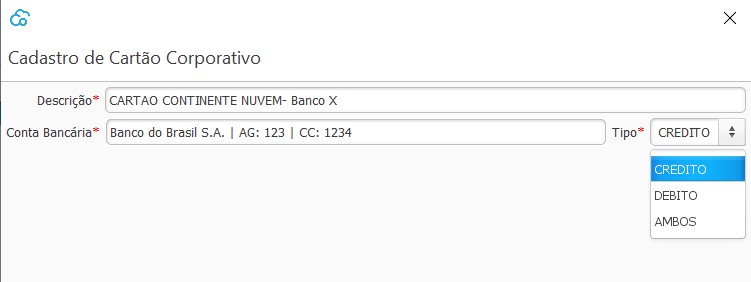 Cadastro de Cartão Corporativo
Descrição* CARTAO CONTINENTE NUVEM- Banco X
Conta Bancária* Banco do Brasil S.A. | AG: 123 | CC: 1234 Tipo* CREDITO
CREDITO
DEBITO
AMBOS